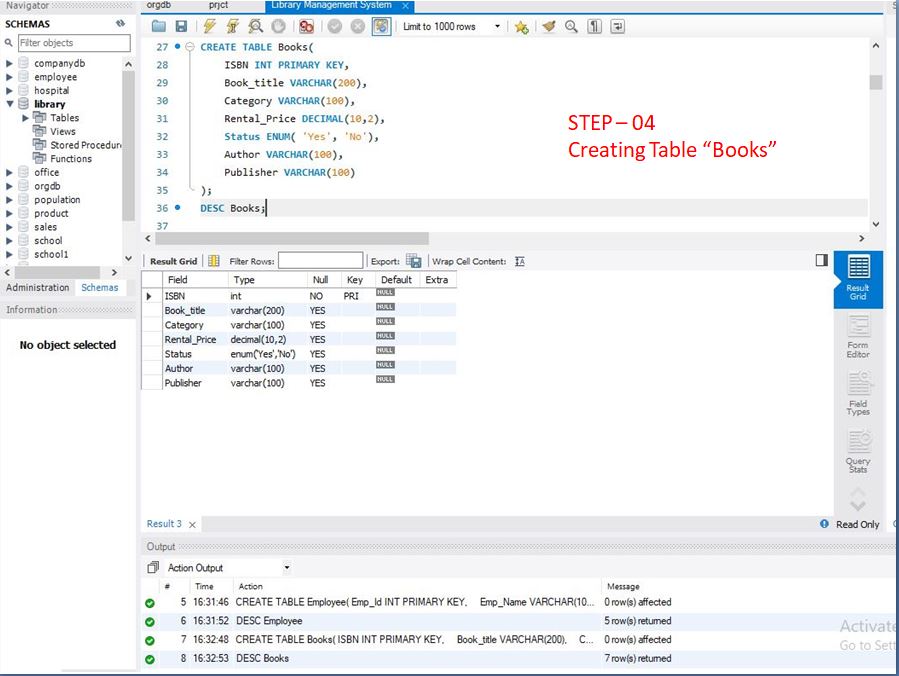 Navigator
orgdb prjct Library Management System ×
SCHEMAS
Filter objects
companydb
employee
hospital
library
Tables
Views
Stored Procedure
Functions
office
orgdb
population
product
sales
school
school1
Administration Schemas
Information
No object selected
Limit to 1000 rows
27 CREATE TABLE Books(
28 ISBN INT PRIMARY KEY,
29 Book_title VARCHAR(200),
30 Category VARCHAR(100),
31 Rental_Price DECIMAL(10,2),
32 Status ENUM( 'Yes', 'No'),
33 Author VARCHAR(100),
34 Publisher VARCHAR(100)
35 );
36 DESC Books;
37
STEP – 04
Creating Table “Books”
Result Grid Filter Rows: Export: Wrap Cell Content: IA
Field Type Null Key Default Extra
ISBN int NO PRI NULL
Book_title varchar(200) YES NULL
Category varchar(100) YES NULL
Rental_Price decimal(10,2) YES NULL
Status enum('Yes','No') YES NULL
Author varchar(100) YES NULL
Publisher varchar(100) YES NULL
Result
Grid
Form
Editor
Field
Types
Query
Stats
Result 3 × Read Only
Output
Action Output
# Time Action Message
5 16:31:46 CREATE TABLE Employee( Emp_Id INT PRIMARY KEY, Emp_Name VARCHAR(10... 0 row(s) affected
6 16:31:52 DESC Employee 5 row(s) returned
7 16:32:48 CREATE TABLE Books( ISBN INT PRIMARY KEY, Book_title VARCHAR(200), C... 0 row(s) affected
8 16:32:53 DESC Books 7 row(s) returned
Activate
Go to Sett